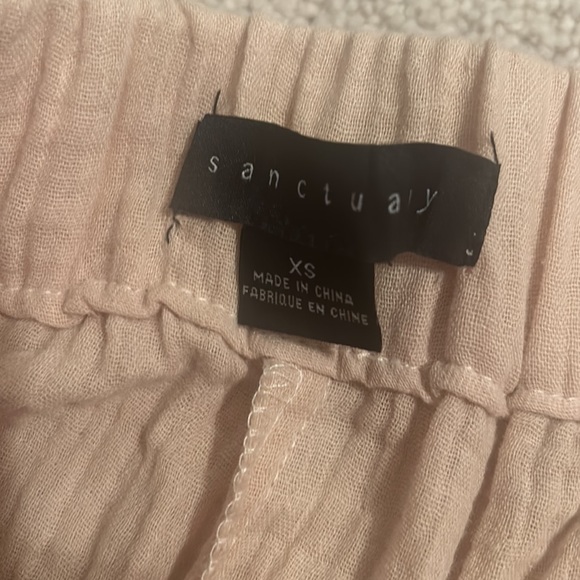 sanctuary
XS
MADE IN CHINA
FABRIQUE EN CHINE